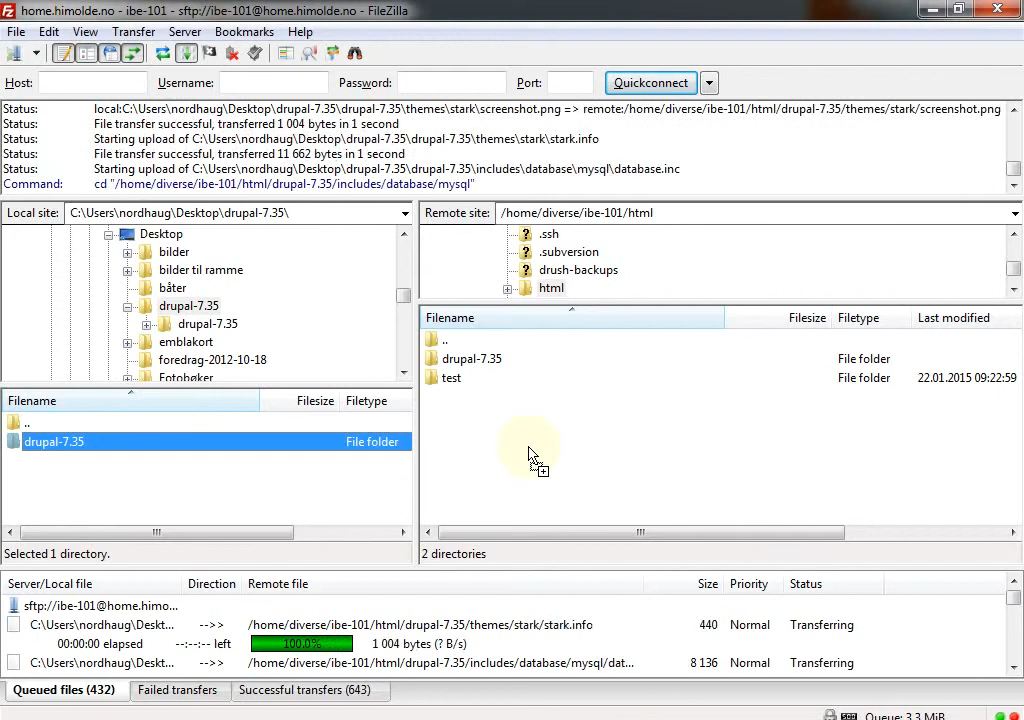 home.himolde.no - ibe-101 - sftp://ibe-101@home.himolde.no - FileZilla
File Edit View Transfer Server Bookmarks Help
Host: Username: Password: Port: Quickconnect
Status: local:C:\Users\nordhaug\Desktop\drupal-7.35\drupal-7.35\themes\stark\screenshot.png => remote:/home/diverse/ibe-101/html/drupal-7.35/themes/stark/screenshot.png
Status: File transfer successful, transferred 1 004 bytes in 1 second
Status: Starting upload of C:\Users\nordhaug\Desktop\drupal-7.35\drupal-7.35\themes\stark\stark.info
Status: File transfer successful, transferred 11 662 bytes in 1 second
Status: Starting upload of C:\Users\nordhaug\Desktop\drupal-7.35\drupal-7.35\includes\database\mysql\database.inc
Command: cd "/home/diverse/ibe-101/html/drupal-7.35/includes/database/mysql"
Local site: C:\Users\nordhaug\Desktop\drupal-7.35\
Desktop
bilder
bilder til ramme
båter
drupal-7.35
drupal-7.35
emblakort
foredrag-2012-10-18
Fotobøker
Filename Filesize Filetype
..
drupal-7.35 File folder
Selected 1 directory.
Remote site: /home/diverse/ibe-101/html
.ssh
.subversion
drush-backups
html
Filename Filesize Filetype Last modified
..
drupal-7.35 File folder
test File folder 22.01.2015 09:22:59
2 directories
Server/Local file Direction Remote file Size Priority Status
sftp://ibe-101@home.himo...
C:\Users\nordhaug\Deskt... -->> /home/diverse/ibe-101/html/drupal-7.35/themes/stark/stark.info 440 Normal Transferring
00:00:00 elapsed --:--:-- left 100.0% 1 004 bytes (? B/s)
C:\Users\nordhaug\Deskt... -->> /home/diverse/ibe-101/html/drupal-7.35/includes/database/mysql/dat... 8 136 Normal Transferring
Queued files (432) Failed transfers Successful transfers (643)
Queue: 3.3 MiB